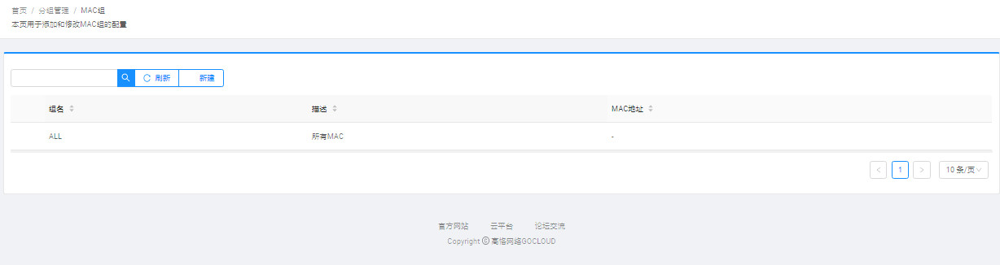 首页 / 分组管理 / MAC组
本页用于添加和修改MAC组的配置
刷新 新建
组名 描述 MAC地址
ALL 所有MAC -
< 1 > 10 条/页
官方网站 云平台 论坛交流
Copyright © 高恪网络GOCLOUD